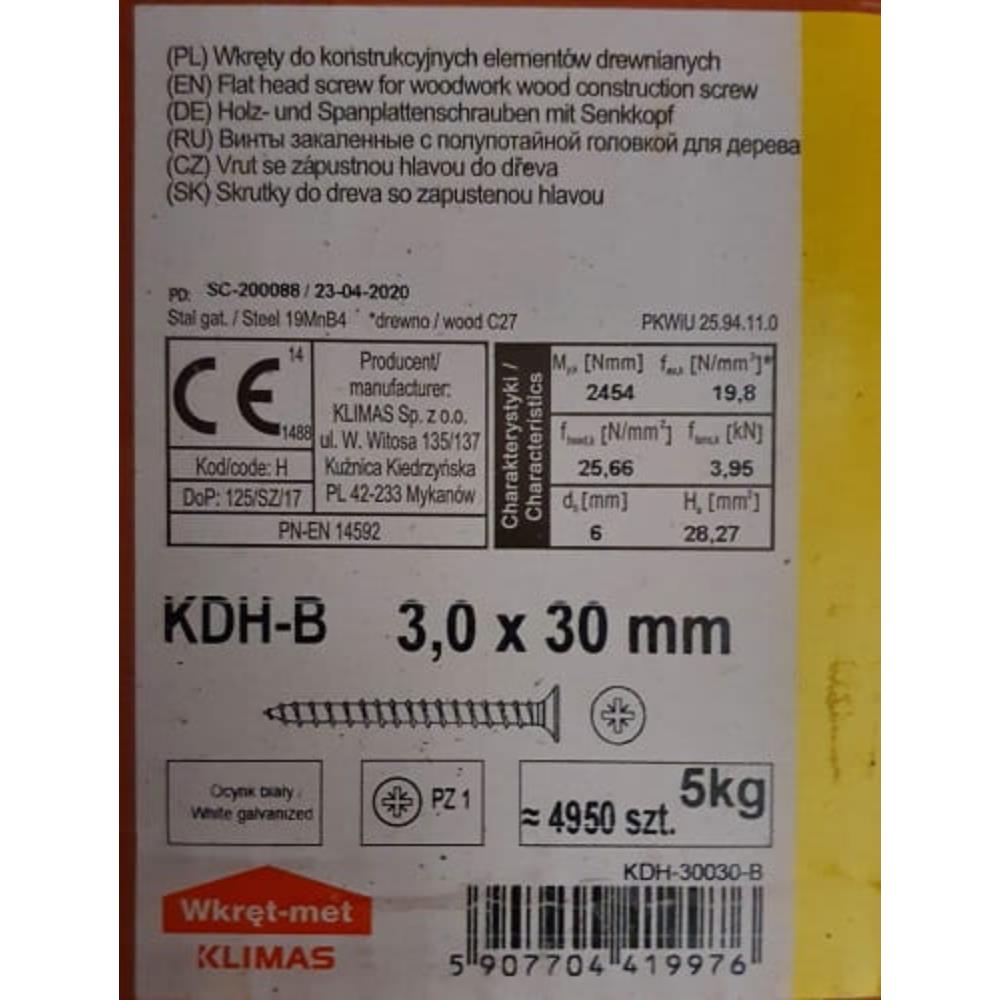 (PL) Wkręty do konstrukcyjnych elementów drewnianych
(EN) Flat head screw for woodwork wood construction screw
(DE) Holz- und Spanplattenschrauben mit Senkkopf
(RU) Винты закаленные с полупотайной головкой для дерева
(CZ) Vrut se zápustnou hlavou do dřeva
(SK) Skrutky do dreva so zapustenou hlavou
PD: SC-200088 / 23-04-2020
Stal gat. / Steel 19MnB4 *drewno / wood C27 PKWiU 25.94.11.0
CE 14
1488
Kod/code: H
DoP: 125/SZ/17
Producent/
manufacturer:
KLIMAS Sp. z o.o.
ul. W. Witosa 135/137
Kuźnica Kiedrzyńska
PL 42-233 Mykanów
PN-EN 14592
Charakterystyki /
Characteristics
My,k [Nmm] fax,k [N/mm²]*
2454 19,8
fhead,k [N/mm²] ftens,k [kN]
25,66 3,95
[mm] [mm²]
6 28,27
KDH-B 3,0 x 30 mm
Ocynk biały
White galvanized
PZ 1
5kg
≈ 4950 szt.
KDH-30030-B
Wkręt-met
KLIMAS
5 907704 419976